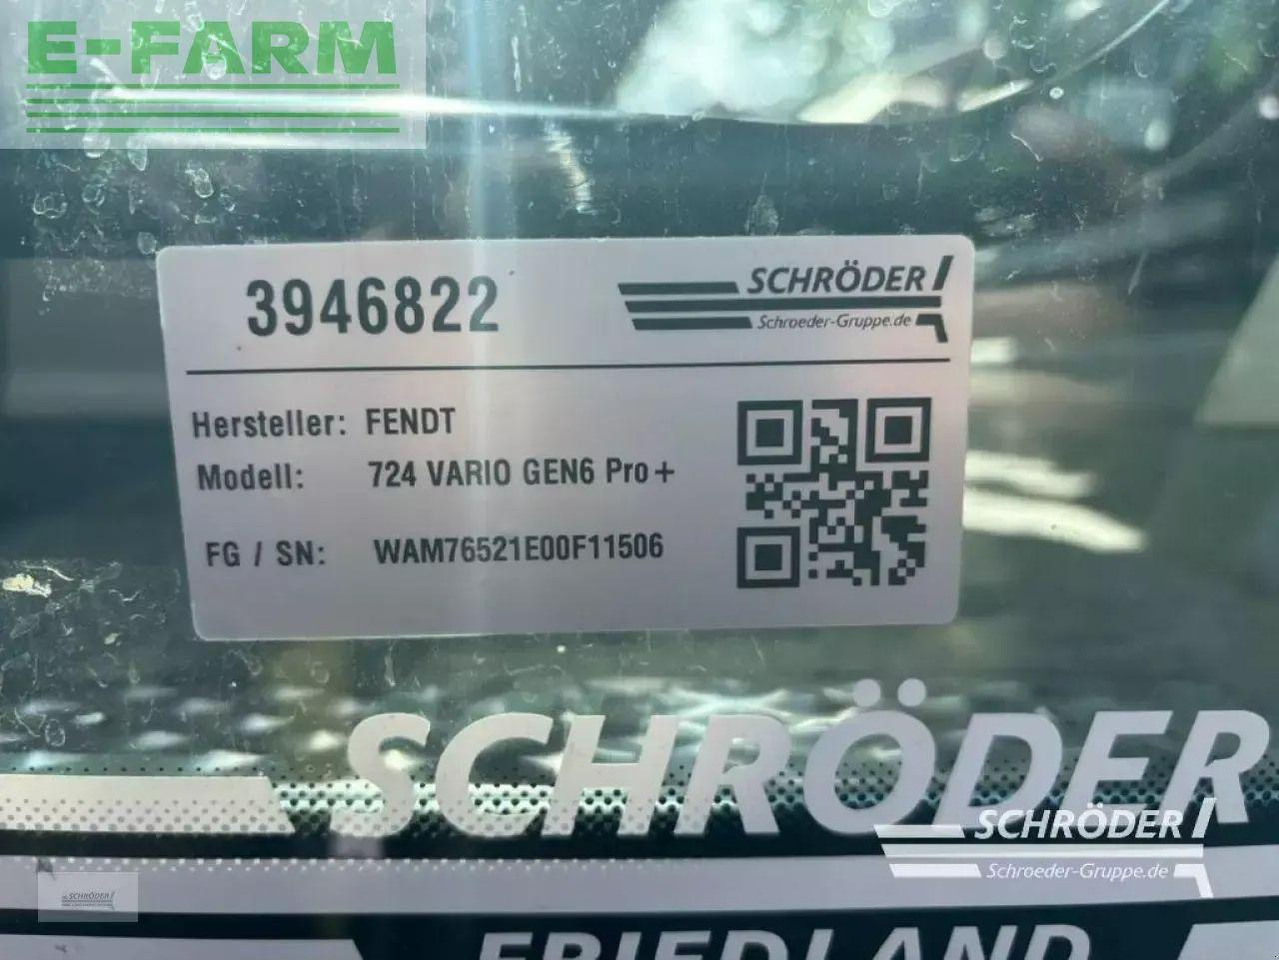 E-FARM
3946822
SCHRÖDER
Schroeder-Gruppe.de
Hersteller: FENDT
Modell: 724 VARIO GEN6 Pro+
FG / SN: WAM76521E00F11506
SCHRÖDER
SCHRÖDER
Schroeder-Gruppe.de
SCHRÖDER
FRIEDLAND